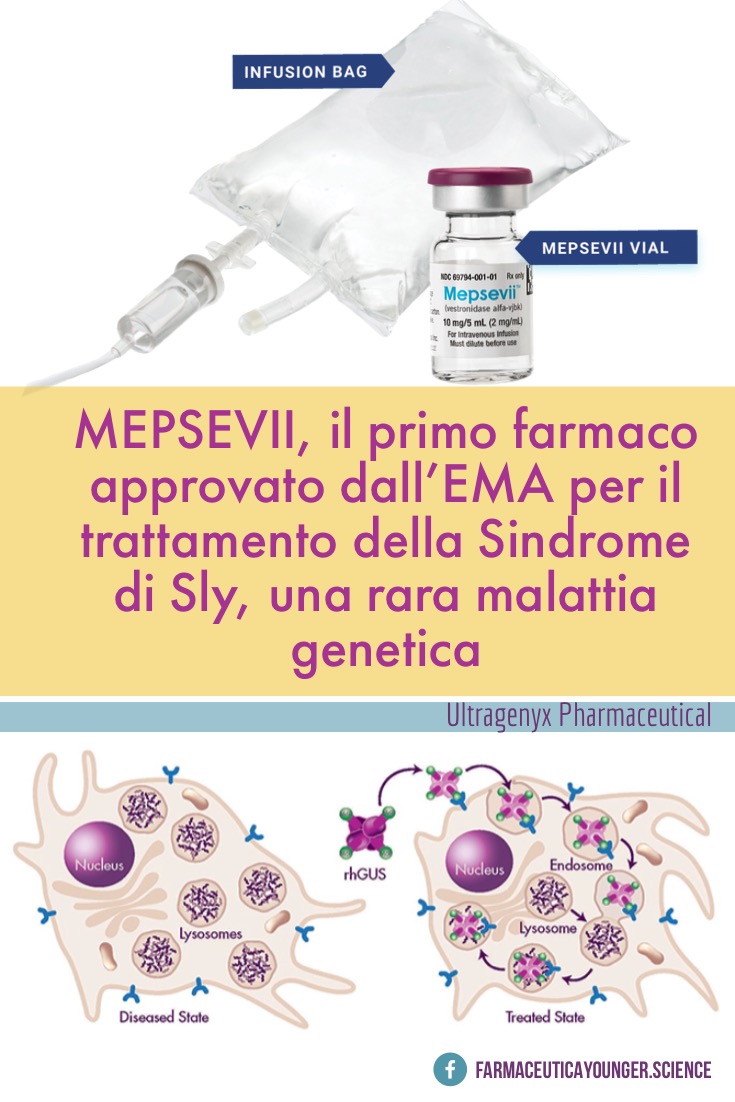 INFUSION BAG
MEPSEVII VIAL
NDC 69794-001-01 Rx only
Mepsevii™
(vestronidase alfa-vjbk)
10 mg/5 mL (2 mg/mL)
For Intravenous Infusion
Must dilute before use
MEPSEVII, il primo farmaco
approvato dall’EMA per il
trattamento della Sindrome
di Sly, una rara malattia
genetica
Ultragenyx Pharmaceutical
Nucleus
Lysosomes
Diseased State
rhGUS
Nucleus
Endosome
Lysosome
Treated State
f FARMACEUTICAYOUNGER.SCIENCE